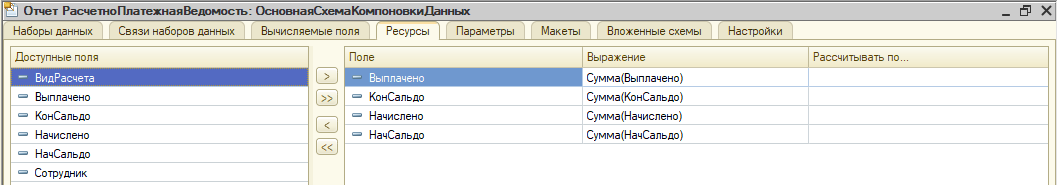 Отчет РасчетноПлатежнаяВедомость: ОсновнаяСхемаКомпоновкиДанных
Наборы данных Связи наборов данных Вычисляемые поля Ресурсы Параметры Макеты Вложенные схемы Настройки
Доступные поля Поле Выражение Рассчитывать по...
ВидРасчета > Выплачено Сумма(Выплачено)
Выплачено >> КонСальдо Сумма(КонСальдо)
КонСальдо < Начислено Сумма(Начислено)
Начислено << НачСальдо Сумма(НачСальдо)
НачСальдо
Сотрудник